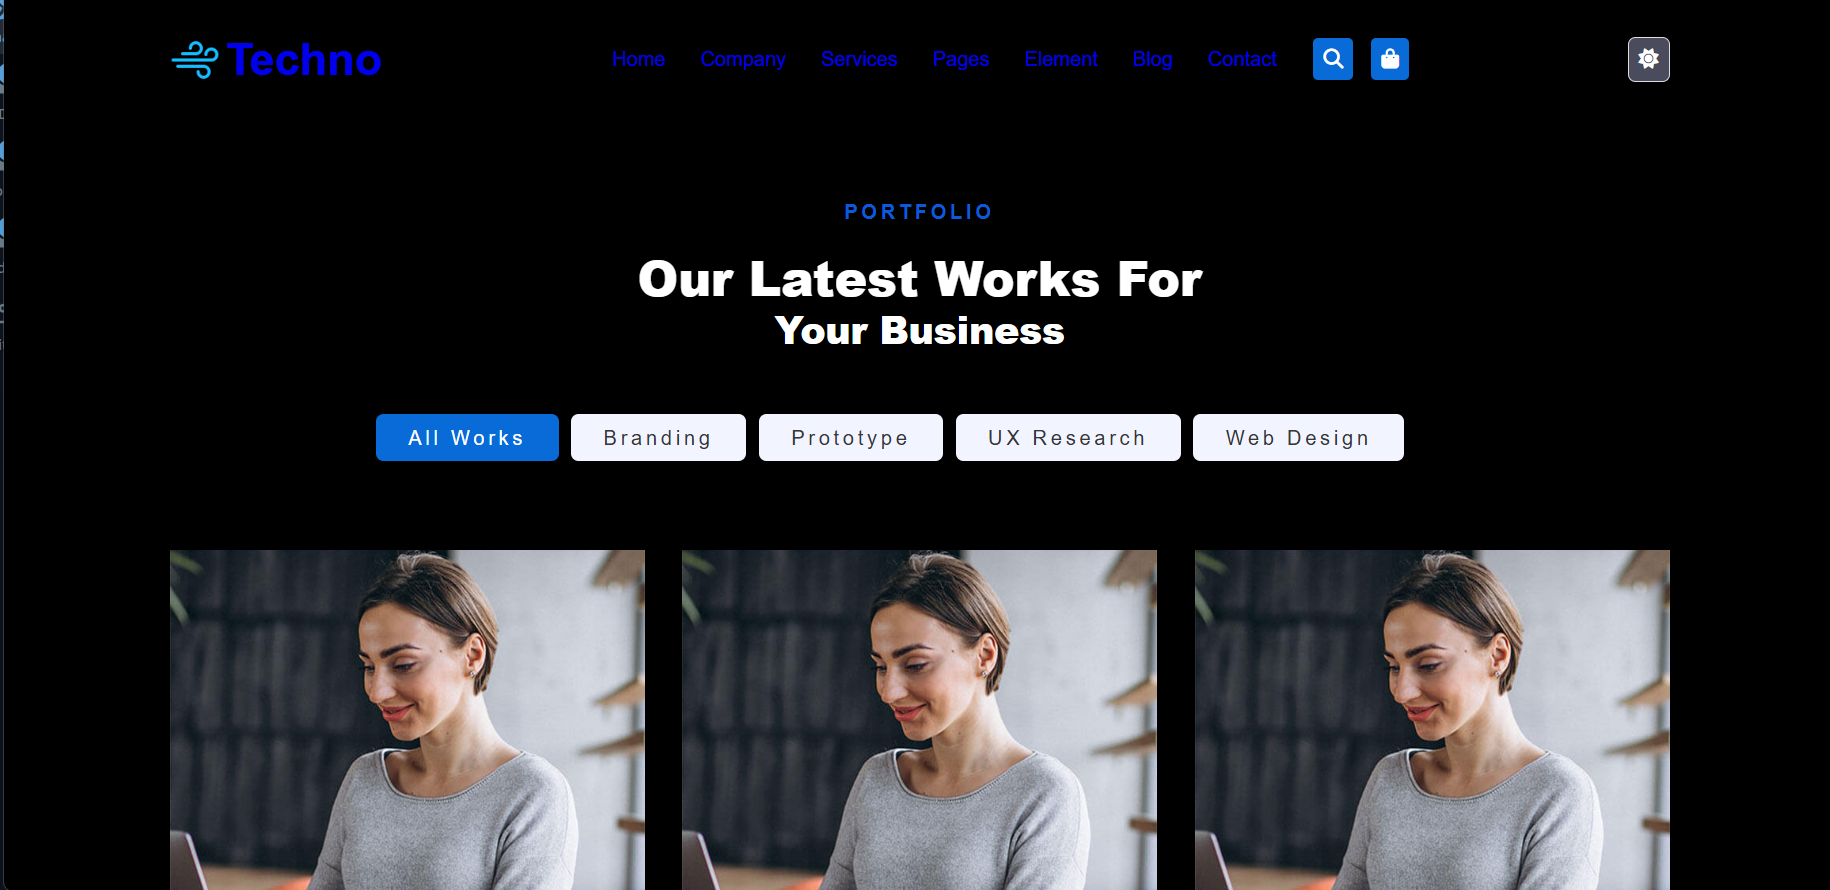 Techno
Home Company Services Pages Element Blog Contact
PORTFOLIO
Our Latest Works For
Your Business
All Works Branding Prototype UX Research Web Design